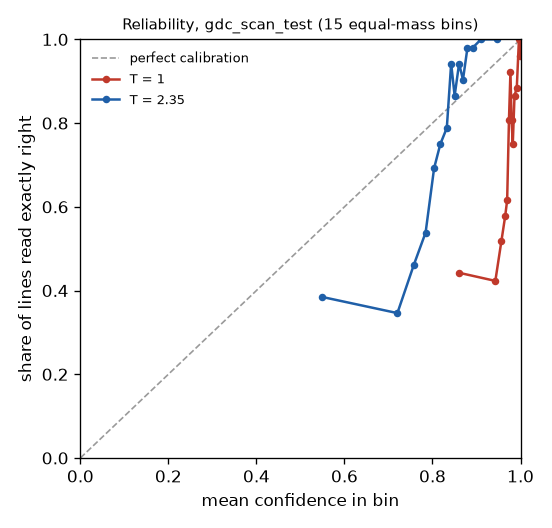 Reliability, gdc_scan_test (15 equal-mass bins)
perfect calibration
T = 1
T = 2.35
share of lines read exactly right
1.0
0.8
0.6
0.4
0.2
0.0
0.0 0.2 0.4 0.6 0.8 1.0
mean confidence in bin